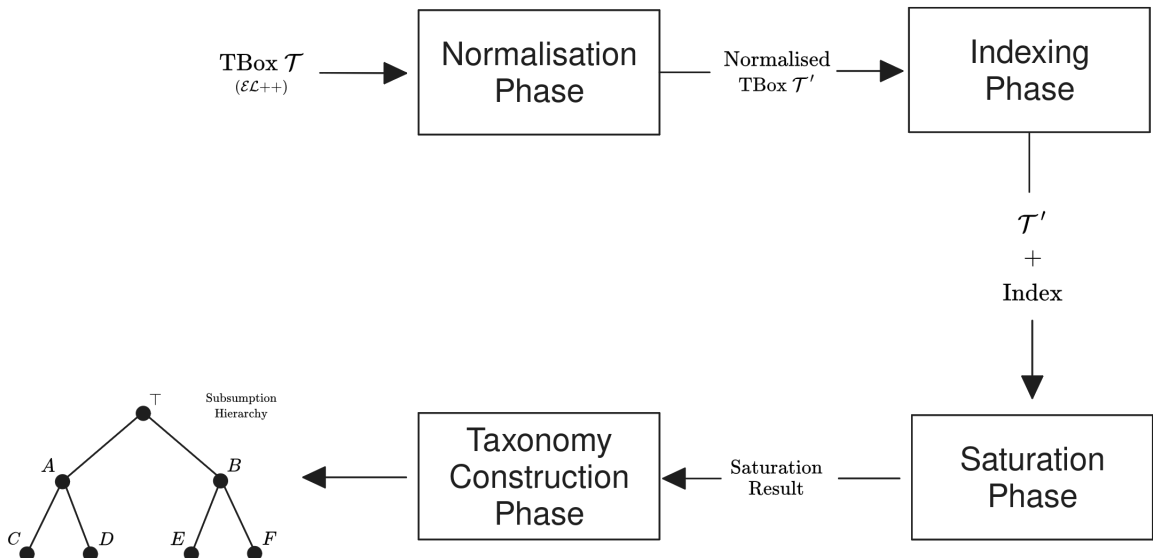 TBox 𝒯
(ℰℒ++)
Normalisation
Phase
Normalised
TBox 𝒯′
Indexing
Phase
𝒯′
+
Index
Saturation
Phase
Saturation
Result
Taxonomy
Construction
Phase
Subsumption
Hierarchy
⊤
A
B
C
D
E
F